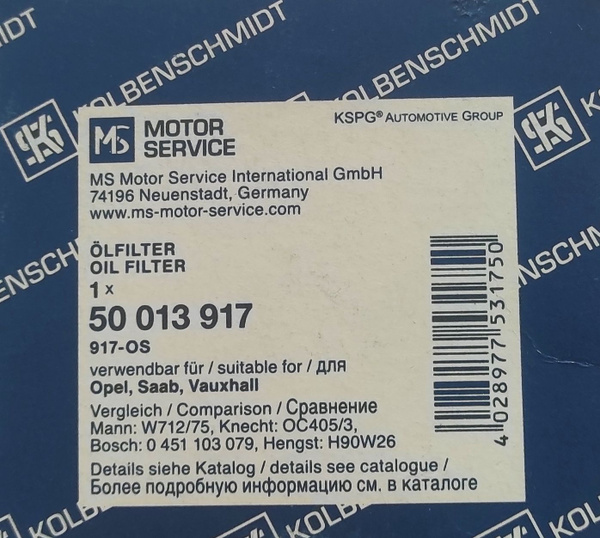 KOLBENSCHMIDT
KOLBENSCHMIDT
KSPG® AUTOMOTIVE GROUP
MS MOTOR
SERVICE
MS Motor Service International GmbH
74196 Neuenstadt, Germany
www.ms-motor-service.com
ÖLFILTER
OIL FILTER
1 x
50 013 917
917-OS
verwendbar für / suitable for / для
Opel, Saab, Vauxhall
Vergleich / Comparison / Сравнение
Mann: W712/75, Knecht: OC405/3,
Bosch: 0 451 103 079, Hengst: H90W26
Details siehe Katalog / details see catalogue /
Более подробную информацию см. в каталоге
4 028977 531750